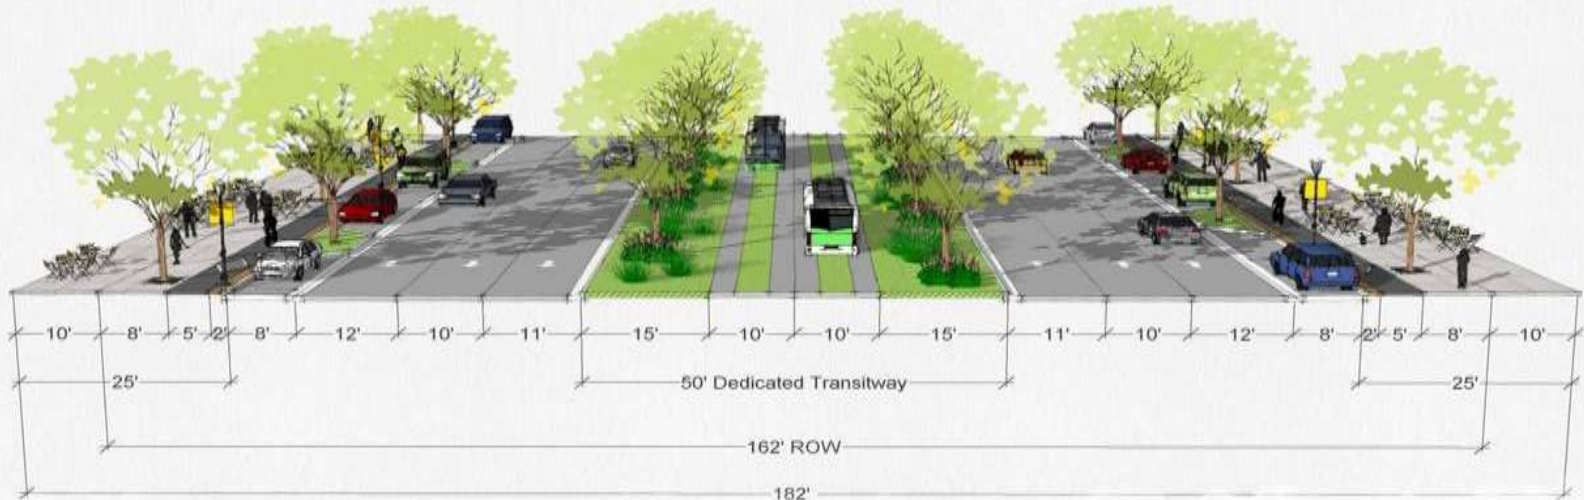 10' 8' 5' 2' 8' 12' 10' 11' 15' 10' 10' 15' 11' 10' 12' 8' 2' 5' 8' 10'
25' 50' Dedicated Transitway 25'
162' ROW
182'